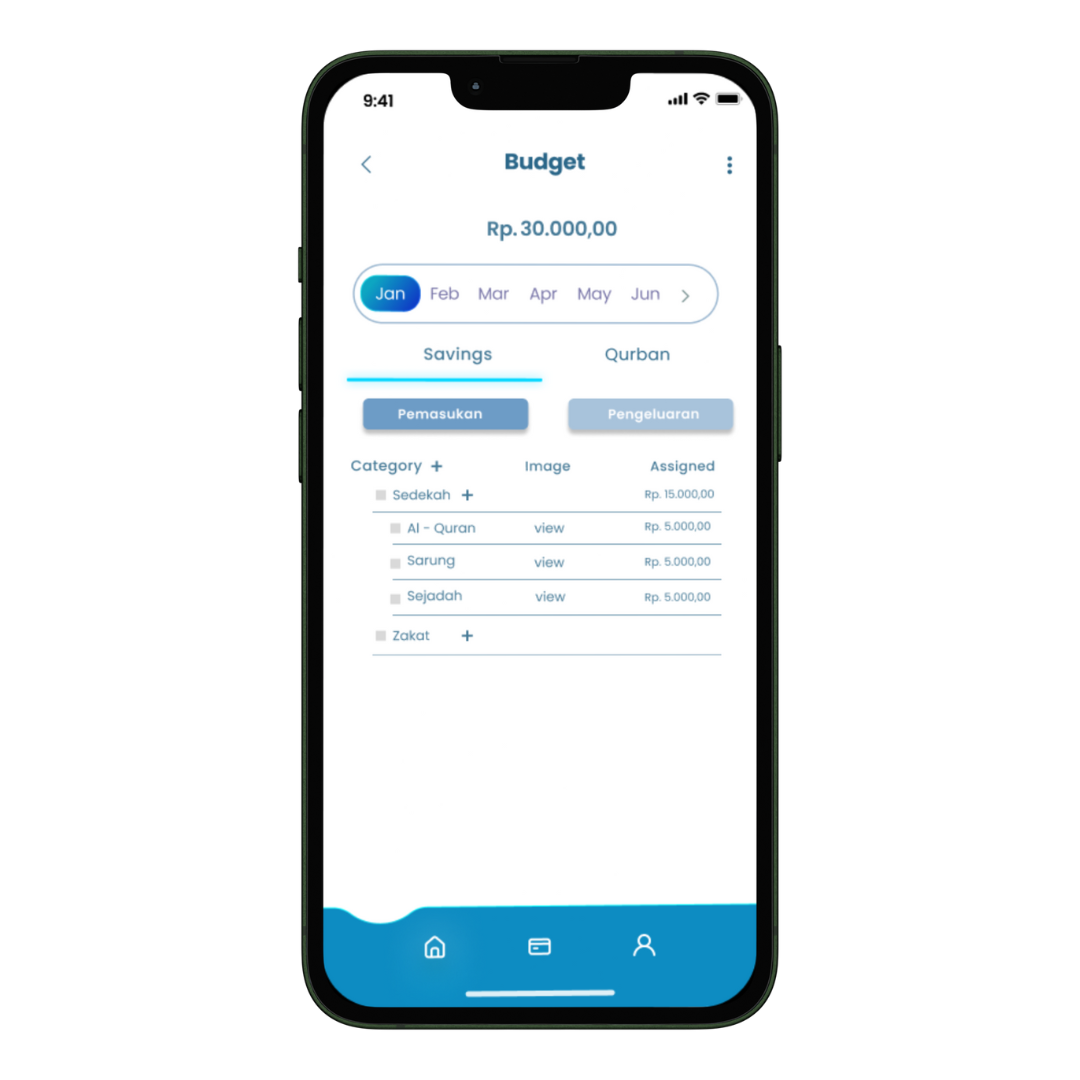 9:41
Budget
Rp. 30.000,00
Jan Feb Mar Apr May Jun
Savings Qurban
Pemasukan Pengeluaran
Category + Image Assigned
Sedekah + Rp. 15.000,00
Al - Quran view Rp. 5.000,00
Sarung view Rp. 5.000,00
Sejadah view Rp. 5.000,00
Zakat +